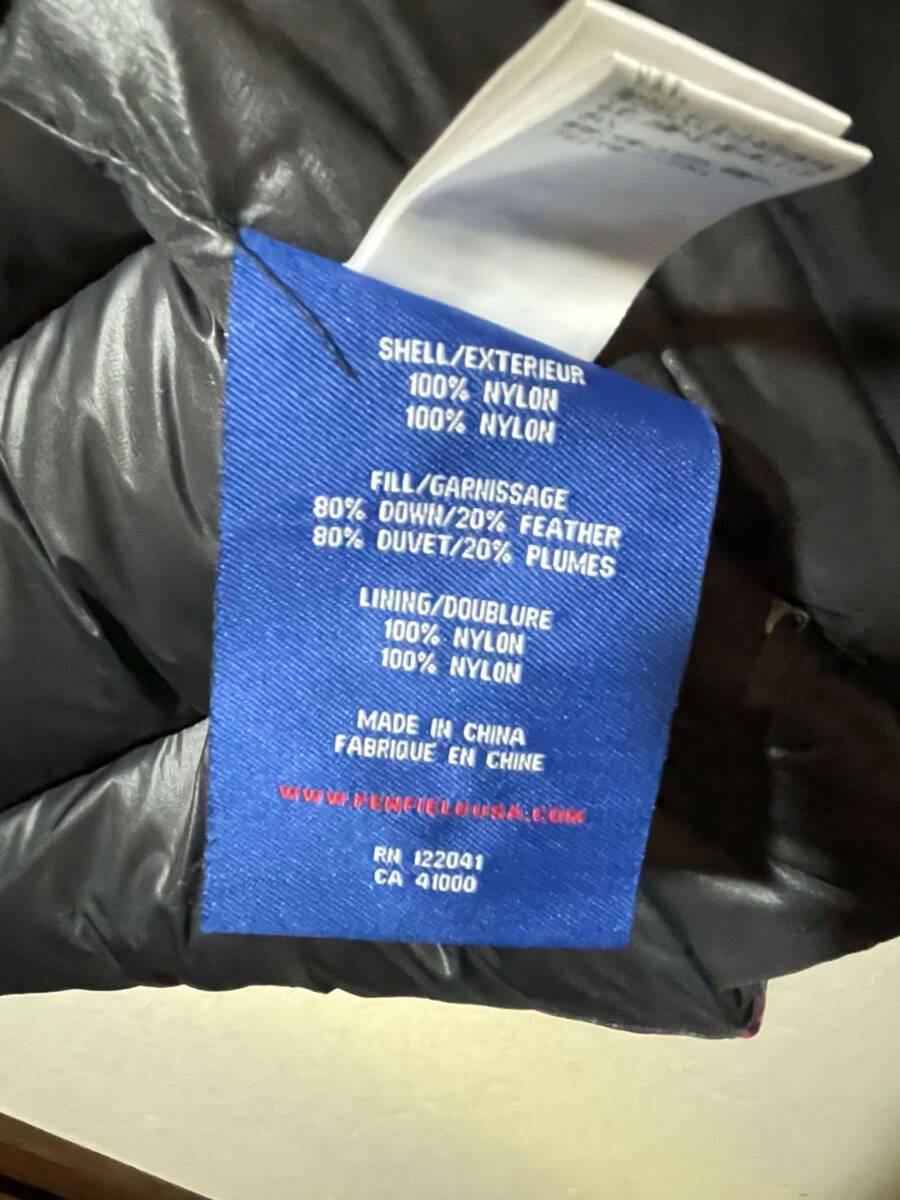 SHELL/EXTERIEUR
100% NYLON
100% NYLON
FILL/GARNISSAGE
80% DOWN/20% FEATHER
80% DUVET/20% PLUMES
LINING/DOUBLURE
100% NYLON
100% NYLON
MADE IN CHINA
FABRIQUE EN CHINE
WWW.PENFIELDUSA.COM
RN 122041
CA 41000